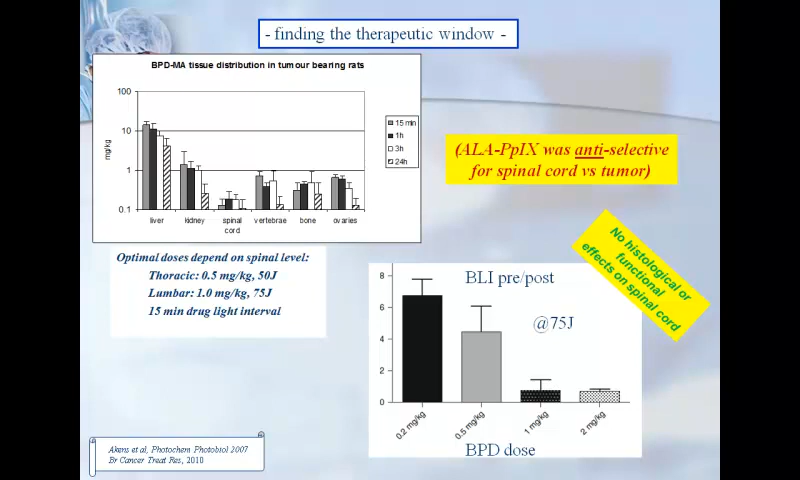 - finding the therapeutic window -
BPD-MA tissue distribution in tumour bearing rats
100
10
1
0.1
mg/kg
liver
kidney
spinal
cord
vertebrae
bone
ovaries
15 min
1h
3h
24h
(ALA-PpIX was anti-selective
for spinal cord vs tumor)
Optimal doses depend on spinal level:
Thoracic: 0.5 mg/kg, 50J
Lumbar: 1.0 mg/kg, 75J
15 min drug light interval
No histological or
functional
effects on spinal cord
BLI pre/post
@75J
8
6
4
2
0
0.2 mg/kg
0.5 mg/kg
1 mg/kg
2 mg/kg
BPD dose
Akens et al, Photochem Photobiol 2007
Br Cancer Treat Res, 2010